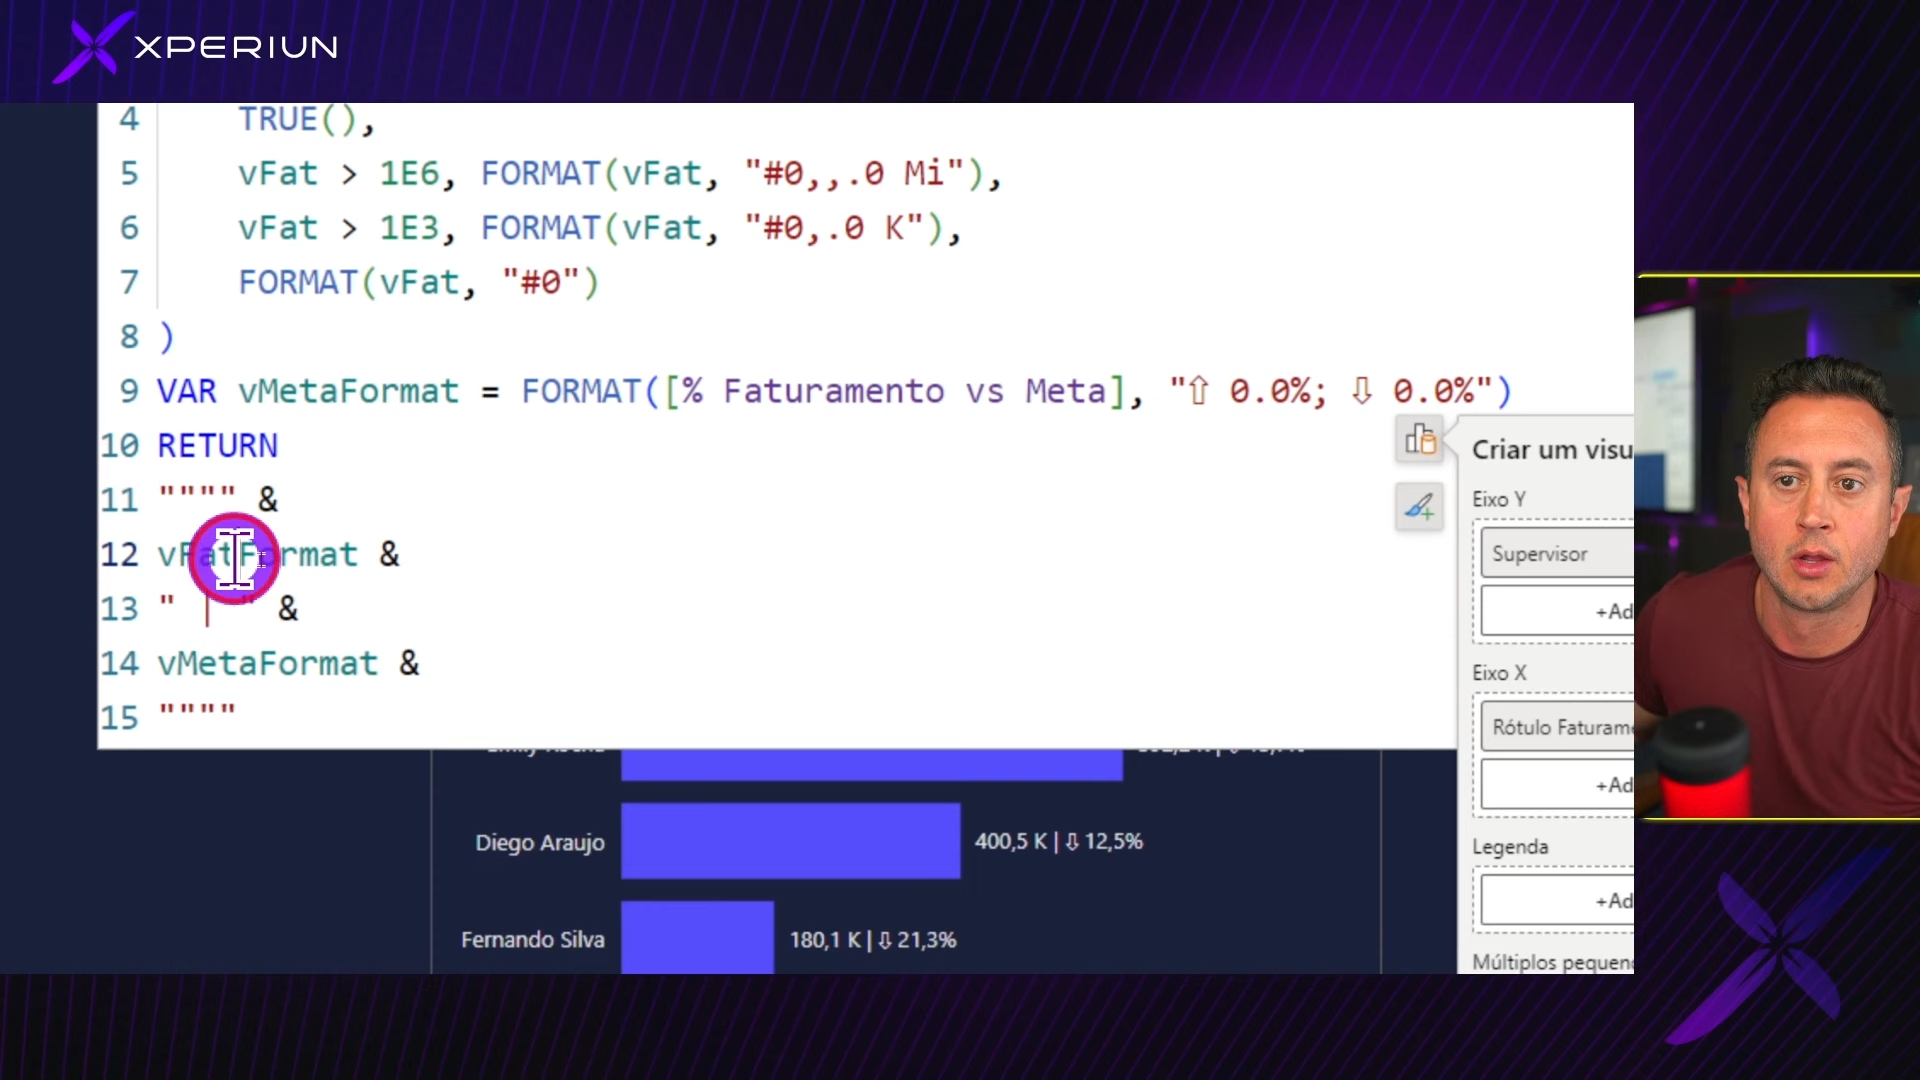 XPERIUN
4 TRUE(),
5 vFat > 1E6, FORMAT(vFat, "#0,,.0 Mi"),
6 vFat > 1E3, FORMAT(vFat, "#0,.0 K"),
7 FORMAT(vFat, "#0")
8 )
9 VAR vMetaFormat = FORMAT([% Faturamento vs Meta], "⇧ 0.0%; ⇩ 0.0%")
10 RETURN
11 """" &
12 vFatFormat &
13 " | " &
14 vMetaFormat &
15 """"
Criar um visu
Eixo Y
Supervisor
+Ad
Eixo X
Rótulo Faturame
+Ad
Legenda
+Ad
Múltiplos pequen
Diego Araujo 400,5 K | ⇩ 12,5%
Fernando Silva 180,1 K | ⇩ 21,3%